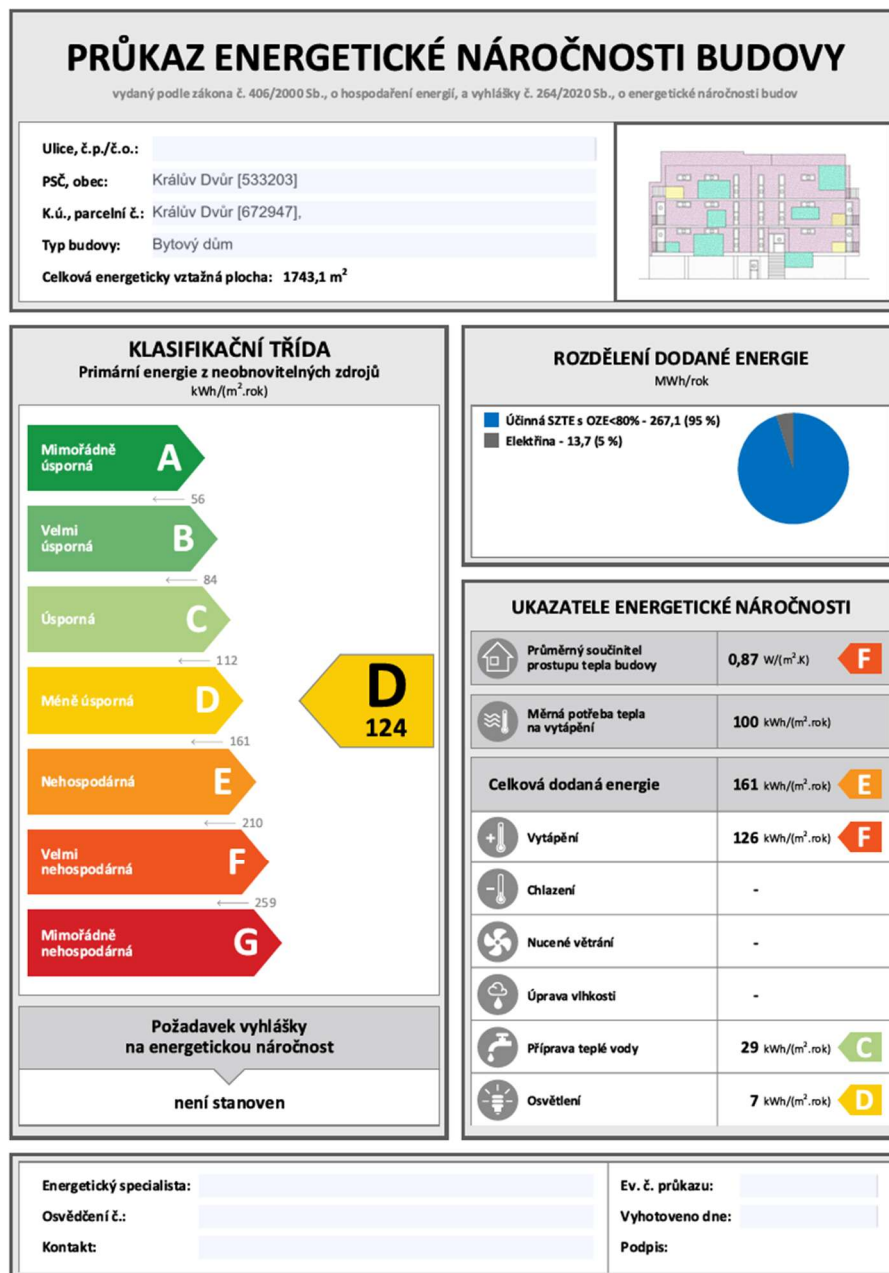 PRŮKAZ ENERGETICKÉ NÁROČNOSTI BUDOVY
vydaný podle zákona č. 406/2000 Sb., o hospodaření energií, a vyhlášky č. 264/2020 Sb., o energetické náročnosti budov
Ulice, č.p./č.o.:
PSČ, obec: Králův Dvůr [533203]
K.ú., parcelní č.: Králův Dvůr [672947],
Typ budovy: Bytový dům
Celková energeticky vztažná plocha: 1743,1 m²
KLASIFIKAČNÍ TŘÍDA
Primární energie z neobnovitelných zdrojů
kWh/(m².rok)
Mimořádně
úsporná A
56
Velmi
úsporná B
84
Úsporná C
112
Méně úsporná D
161
Nehospodárná E
210
Velmi
nehospodárná F
259
Mimořádně
nehospodárná G
D
124
Požadavek vyhlášky
na energetickou náročnost
není stanoven
ROZDĚLENÍ DODANÉ ENERGIE
MWh/rok
Účinná SZTE s OZE<80% - 267,1 (95 %)
Elektřina - 13,7 (5 %)
UKAZATELE ENERGETICKÉ NÁROČNOSTI
Průměrný součinitel
prostupu tepla budovy 0,87 W/(m².K) F
Měrná potřeba tepla
na vytápění 100 kWh/(m².rok)
Celková dodaná energie 161 kWh/(m².rok) E
Vytápění 126 kWh/(m².rok) F
Chlazení -
Nucené větrání -
Úprava vlhkosti -
Příprava teplé vody 29 kWh/(m².rok) C
Osvětlení 7 kWh/(m².rok) D
Energetický specialista:
Osvědčení č.:
Kontakt:
Ev. č. průkazu:
Vyhotoveno dne:
Podpis: